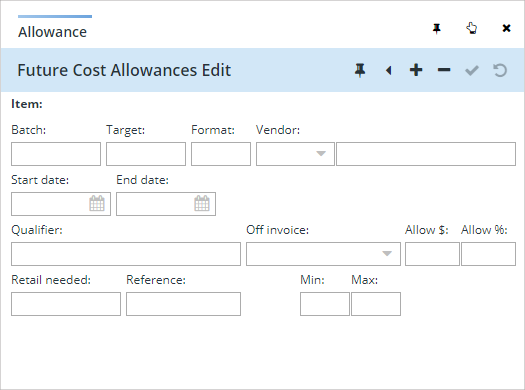 Allowance
Future Cost Allowances Edit
Item:
Batch: Target: Format: Vendor:
Start date: End date:
Qualifier: Off invoice: Allow $: Allow %:
Retail needed: Reference: Min: Max: